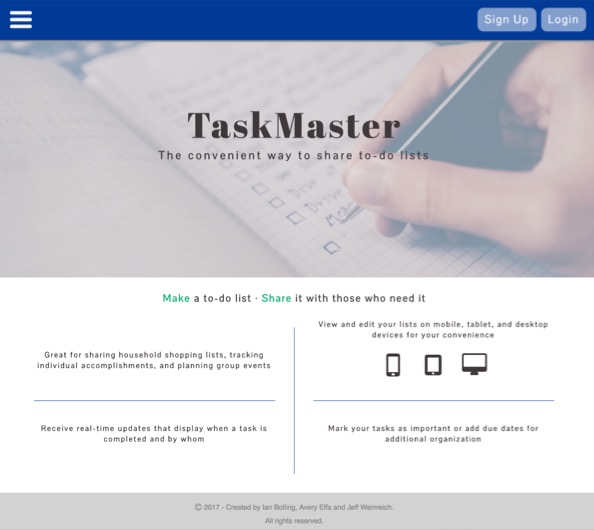 Sign Up Login
TaskMaster
The convenient way to share to-do lists
Make a to-do list · Share it with those who need it
Great for sharing household shopping lists, tracking
individual accomplishments, and planning group events
View and edit your lists on mobile, tablet, and desktop
devices for your convenience
Receive real-time updates that display when a task is
completed and by whom
Mark your tasks as important or add due dates for
additional organization
© 2017 - Created by Ian Bolling, Avery Effa and Jeff Weinreich.
All rights reserved.